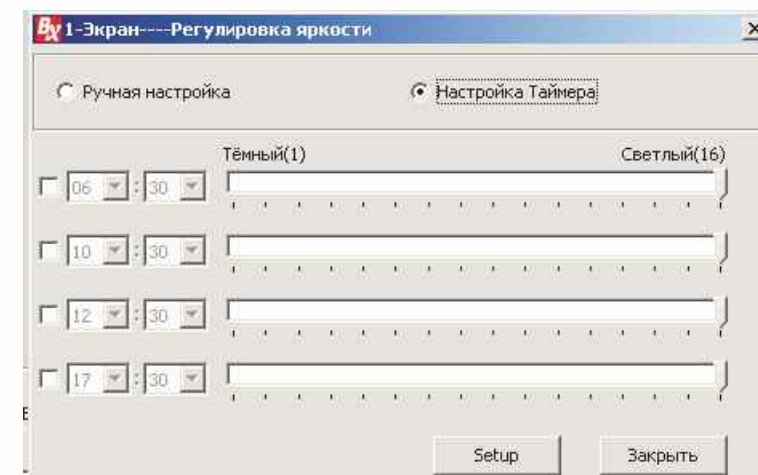 BX 1-Экран----Регулировка яркости
Ручная настройка Настройка Таймера
Тёмный(1) Светлый(16)
06 : 30
10 : 30
12 : 30
17 : 30
Setup Закрыть